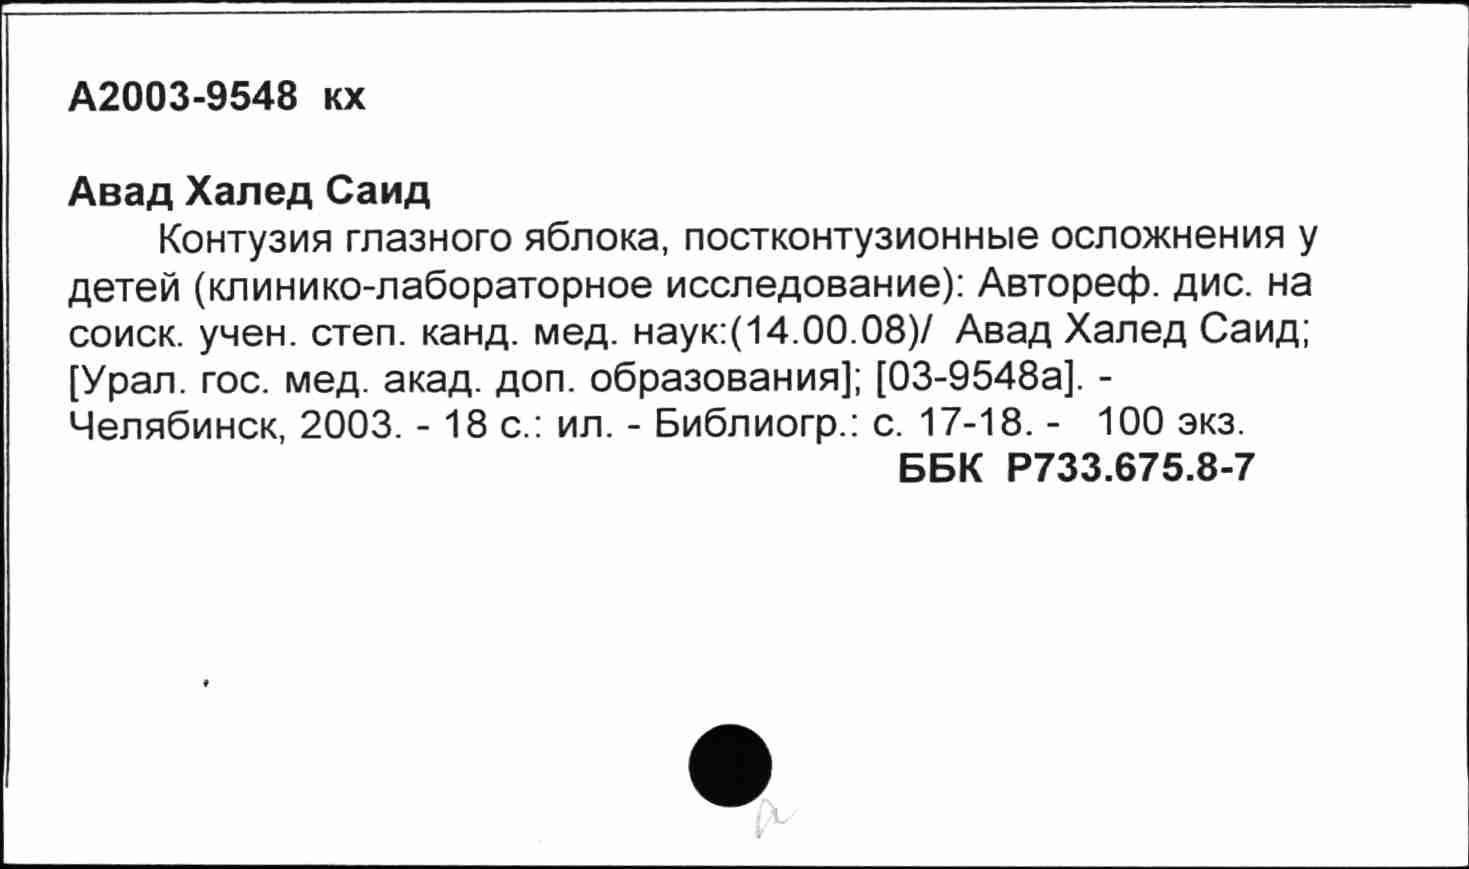 А2003-9548 кх
Авад Халед Саид
Контузия глазного яблока, постконтузионные осложнения у
детей (клинико-лабораторное исследование): Автореф. дис. на
соиск. учен. степ. канд. мед. наук:(14.00.08)/ Авад Халед Саид;
[Урал. гос. мед. акад. доп. образования]; [03-9548а]. -
Челябинск, 2003. - 18 с.: ил. - Библиогр.: с. 17-18. - 100 экз.
ББК Р733.675.8-7